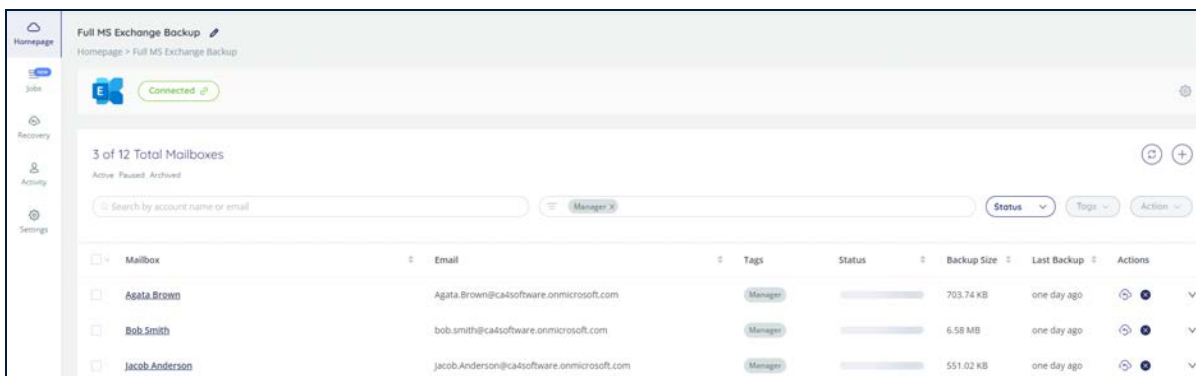 Homepage
Full MS Exchange Backup
Homepage > Full MS Exchange Backup
NEW
Jobs
E
Connected
Recovery
3 of 12 Total Mailboxes
Active Paused Archived
Activity
Search by account name or email
Manager ×
Status
Tags
Action
Settings
Mailbox Email Tags Status Backup Size Last Backup Actions
Agata Brown Agata.Brown@ca4software.onmicrosoft.com Manager 703.74 KB one day ago
Bob Smith bob.smith@ca4software.onmicrosoft.com Manager 6.58 MB one day ago
Jacob Anderson Jacob.Anderson@ca4software.onmicrosoft.com Manager 551.02 KB one day ago